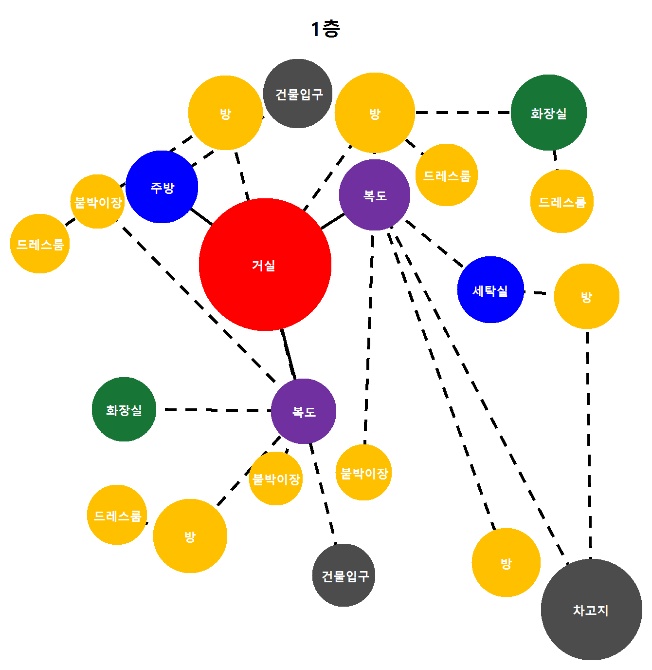 1층
건물입구
방
방
화장실
드레스룸
주방
복도
붙박이장
드레스룸
드레스룸
거실
세탁실
방
화장실
복도
붙박이장
붙박이장
드레스룸
방
방
건물입구
차고지